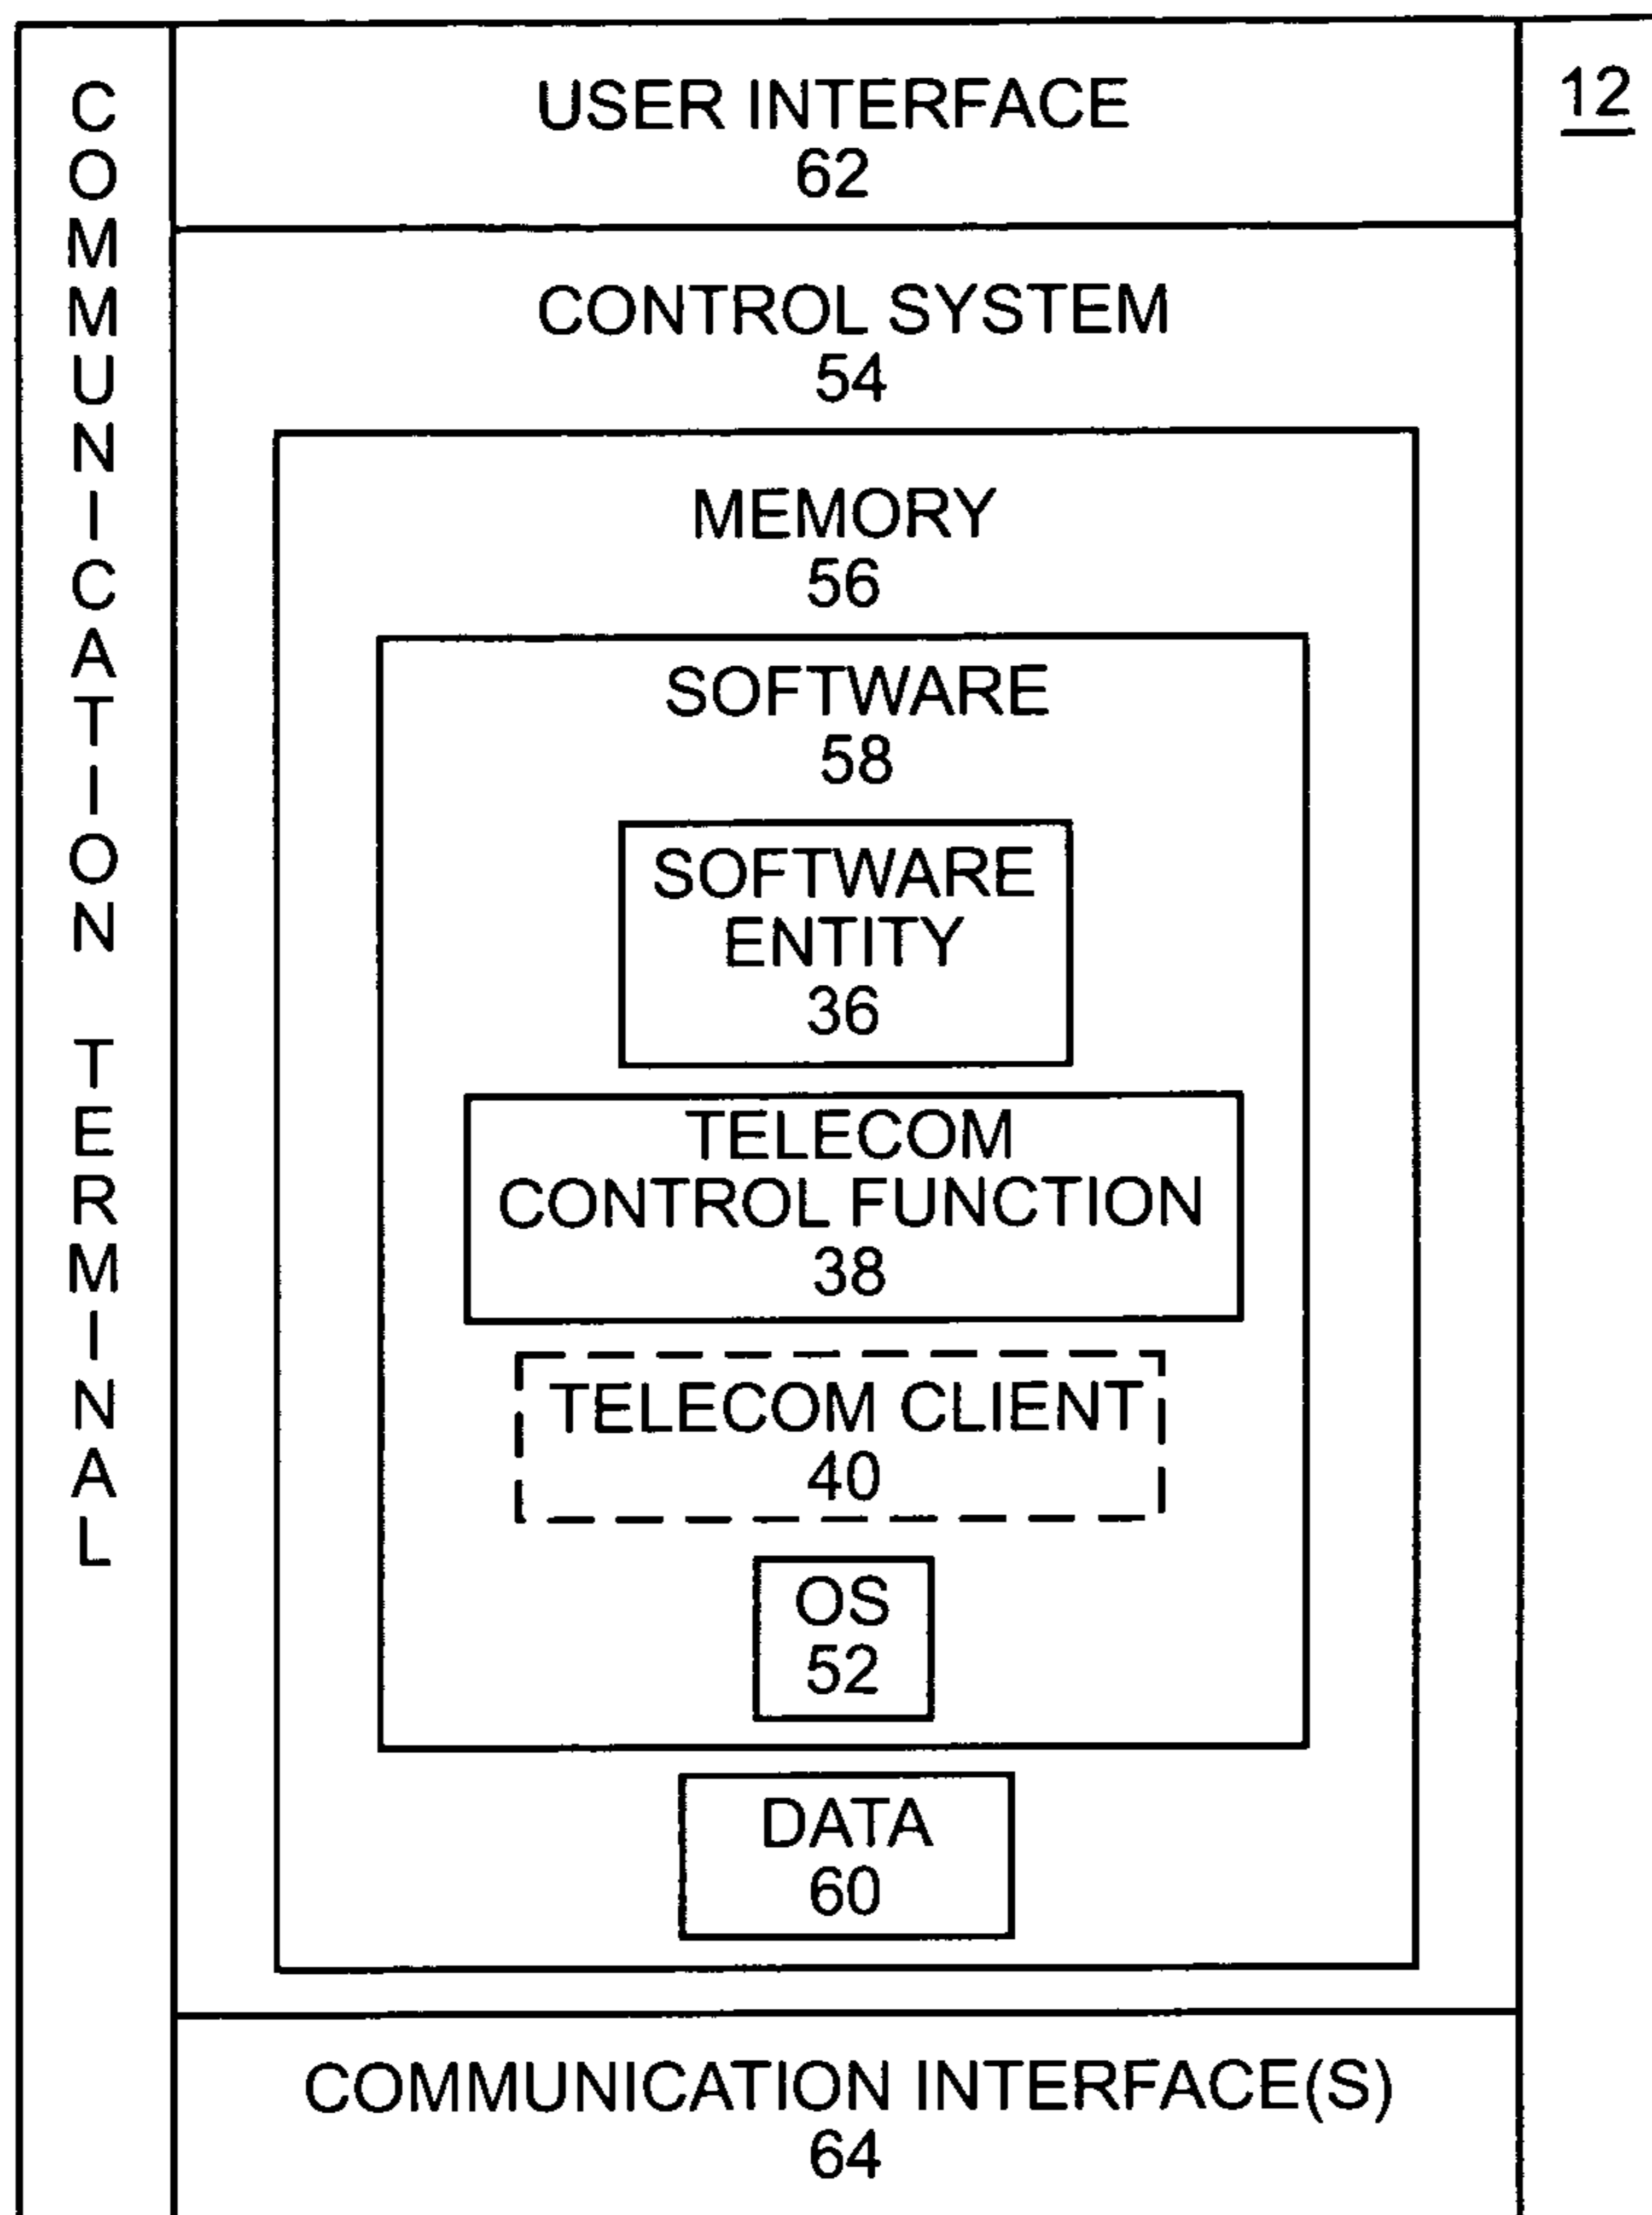 COMMUNICATION TERMINAL
12
USER INTERFACE
62
CONTROL SYSTEM
54
MEMORY
56
SOFTWARE
58
SOFTWARE
ENTITY
36
TELECOM
CONTROL FUNCTION
38
TELECOM CLIENT
40
OS
52
DATA
60
COMMUNICATION INTERFACE(S)
64